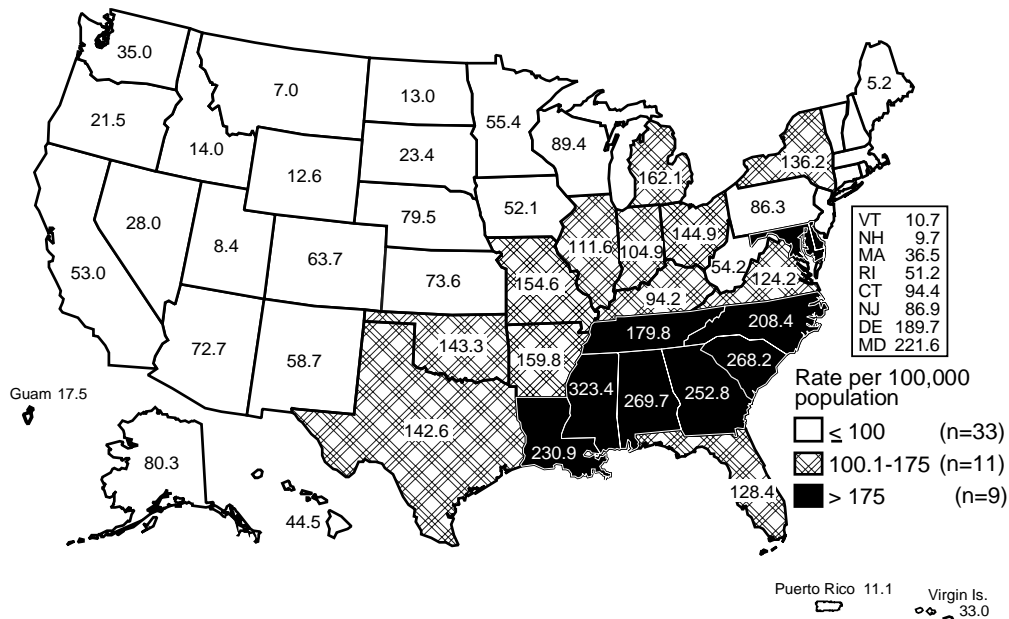 35.0
7.0
13.0
5.2
21.5
55.4
14.0
23.4
89.4
136.2
12.6
162.1
28.0
79.5
52.1
86.3
8.4
63.7
111.6
104.9
144.9
54.2
124.2
53.0
73.6
154.6
94.2
VT 10.7
NH 9.7
MA 36.5
RI 51.2
CT 94.4
NJ 86.9
DE 189.7
MD 221.6
72.7
58.7
143.3
159.8
179.8
208.4
268.2
323.4
269.7
252.8
142.6
230.9
128.4
Guam 17.5
80.3
44.5
Rate per 100,000
population
≤ 100 (n=33)
100.1-175 (n=11)
> 175 (n=9)
Puerto Rico 11.1
Virgin Is.
33.0